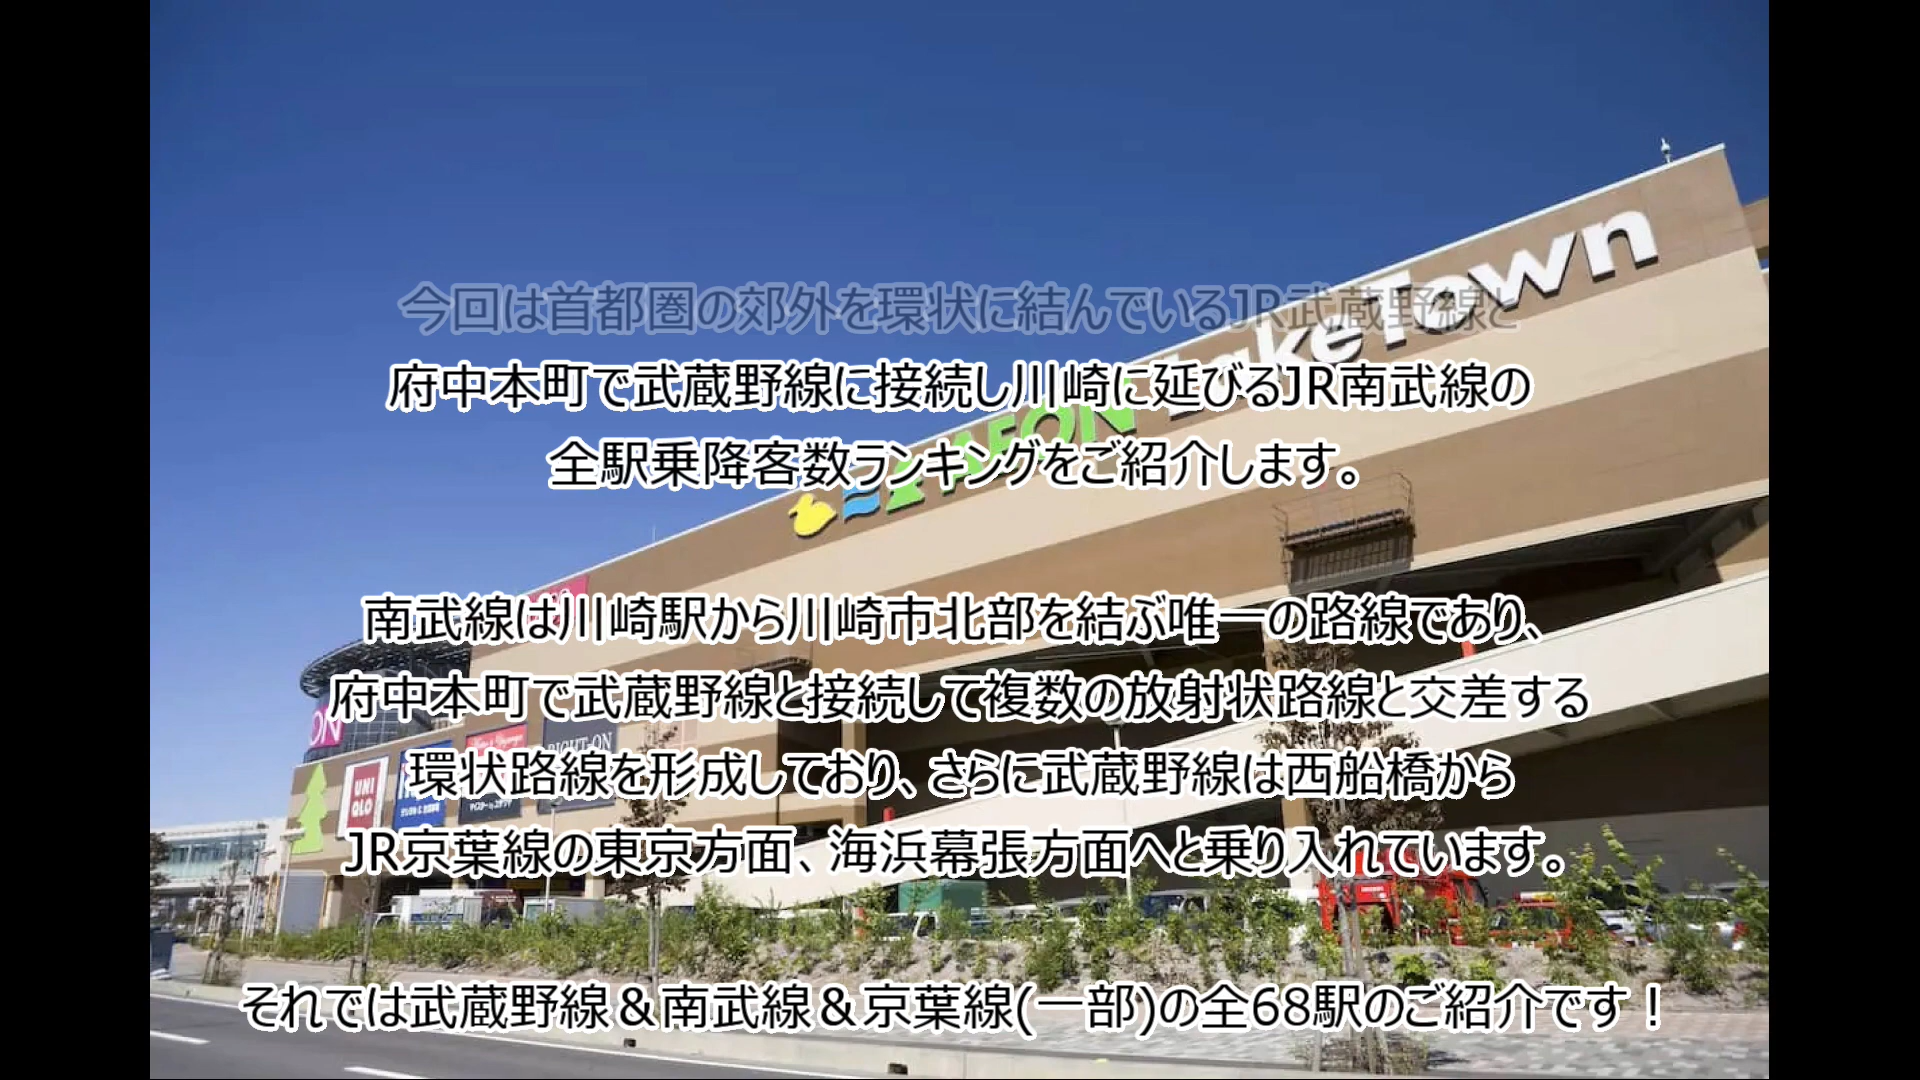 今回は首都圏の郊外を環状に結んでいるJR武蔵野線と
府中本町で武蔵野線に接続し川崎に延びるJR南武線の
全駅乗降客数ランキングをご紹介します。
南武線は川崎駅から川崎市北部を結ぶ唯一の路線であり、
府中本町で武蔵野線と接続して複数の放射状路線と交差する
環状路線を形成しており、さらに武蔵野線は西船橋から
JR京葉線の東京方面、海浜幕張方面へと乗り入れています。
それでは武蔵野線＆南武線＆京葉線(一部)の全68駅のご紹介です！
AEON LakeTown
ON
UNI
QLO
RIGHT-ON